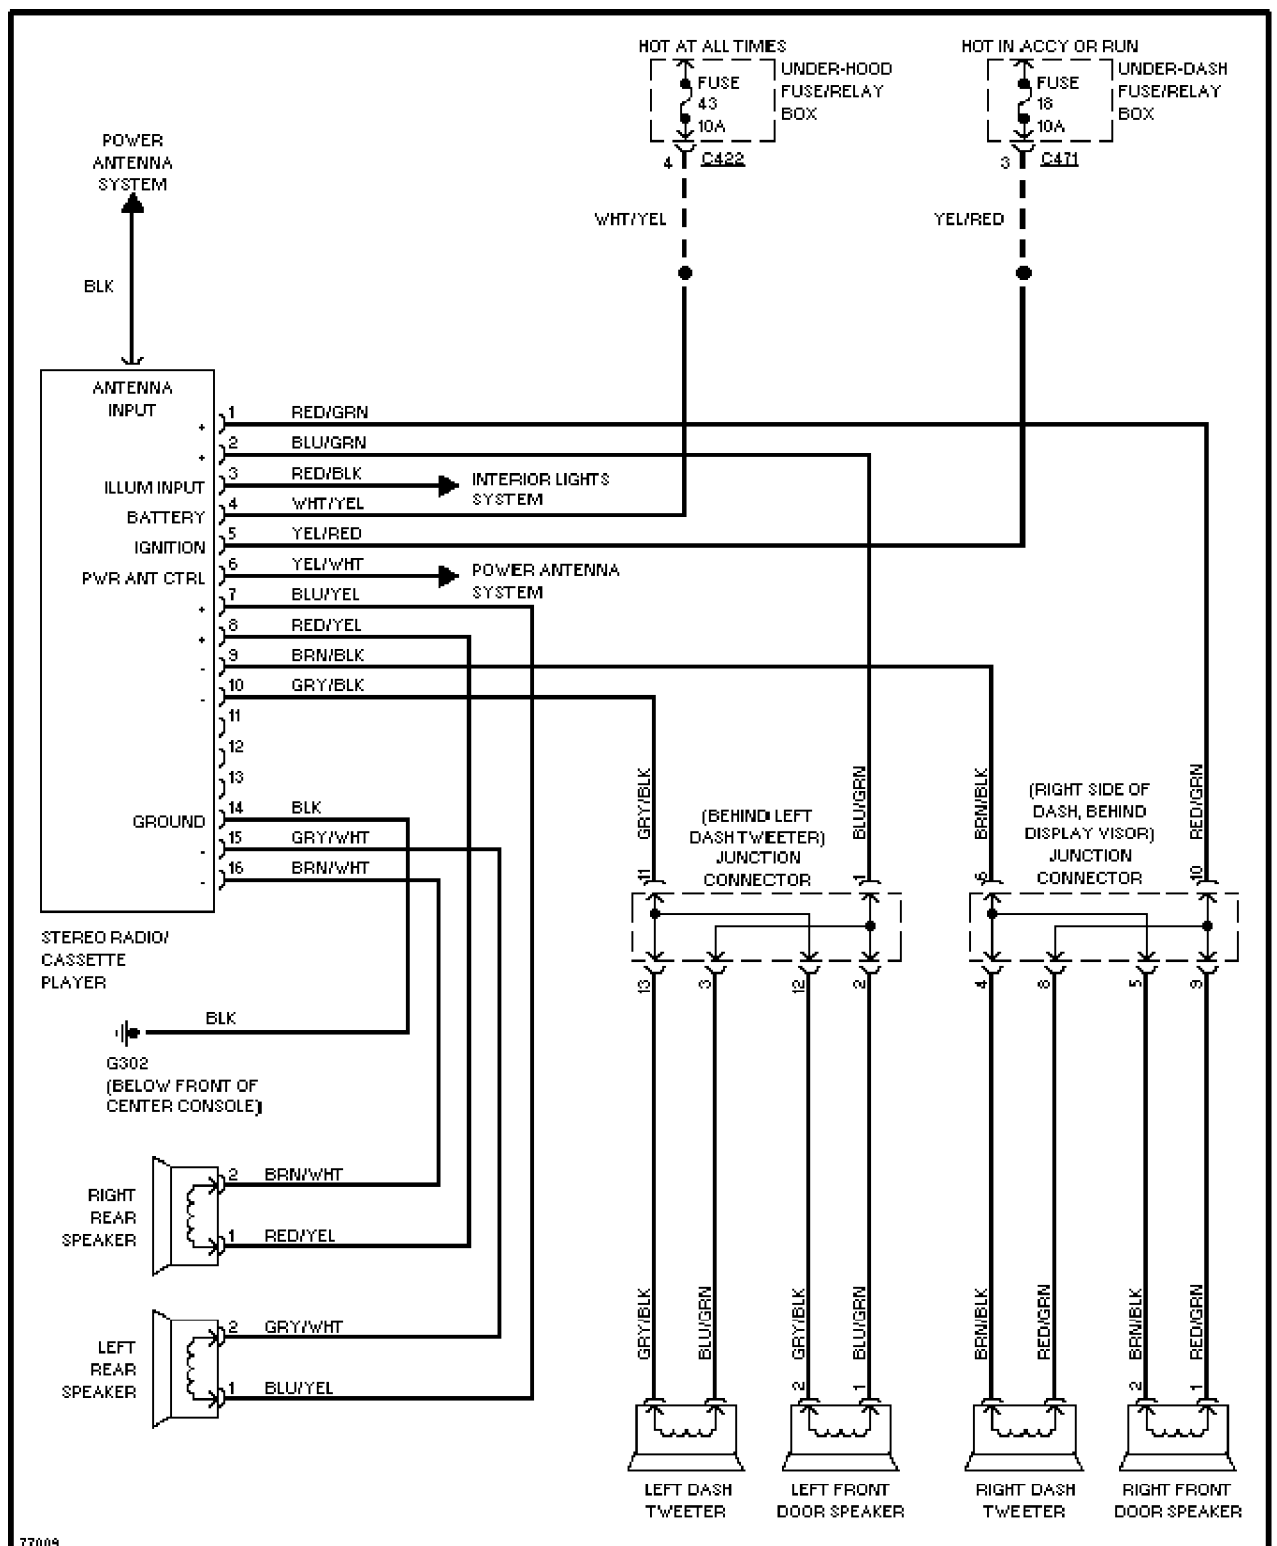 HOT AT ALL TIMES
UNDER-HOOD
FUSE/RELAY
BOX
FUSE
43
10A
4
C422
WHT/YEL
HOT IN ACCY OR RUN
UNDER-DASH
FUSE/RELAY
BOX
FUSE
18
10A
3
C471
YEL/RED
POWER
ANTENNA
SYSTEM
BLK
ANTENNA
INPUT
+ 1 RED/GRN
+ 2 BLU/GRN
ILLUM INPUT 3 RED/BLK
INTERIOR LIGHTS
SYSTEM
BATTERY 4 WHT/YEL
IGNITION 5 YEL/RED
PWR ANT CTRL 6 YEL/WHT
POWER ANTENNA
SYSTEM
+ 7 BLU/YEL
+ 8 RED/YEL
- 9 BRN/BLK
- 10 GRY/BLK
11
12
13
GROUND 14 BLK
- 15 GRY/WHT
- 16 BRN/WHT
STEREO RADIO/
CASSETTE
PLAYER
BLK
G302
(BELOW FRONT OF
CENTER CONSOLE)
RIGHT
REAR
SPEAKER
2 BRN/WHT
1 RED/YEL
LEFT
REAR
SPEAKER
2 GRY/WHT
1 BLU/YEL
GRY/BLK
BLU/GRN
BRN/BLK
RED/GRN
(BEHIND LEFT
DASH TWEETER)
JUNCTION
CONNECTOR
(RIGHT SIDE OF
DASH, BEHIND
DISPLAY VISOR)
JUNCTION
CONNECTOR
11 1 6 10
13 3 12 2 4 8 5 9
GRY/BLK
BLU/GRN
GRY/BLK
BLU/GRN
BRN/BLK
RED/GRN
BRN/BLK
RED/GRN
2 1 2 1
LEFT DASH
TWEETER
LEFT FRONT
DOOR SPEAKER
RIGHT DASH
TWEETER
RIGHT FRONT
DOOR SPEAKER
77009